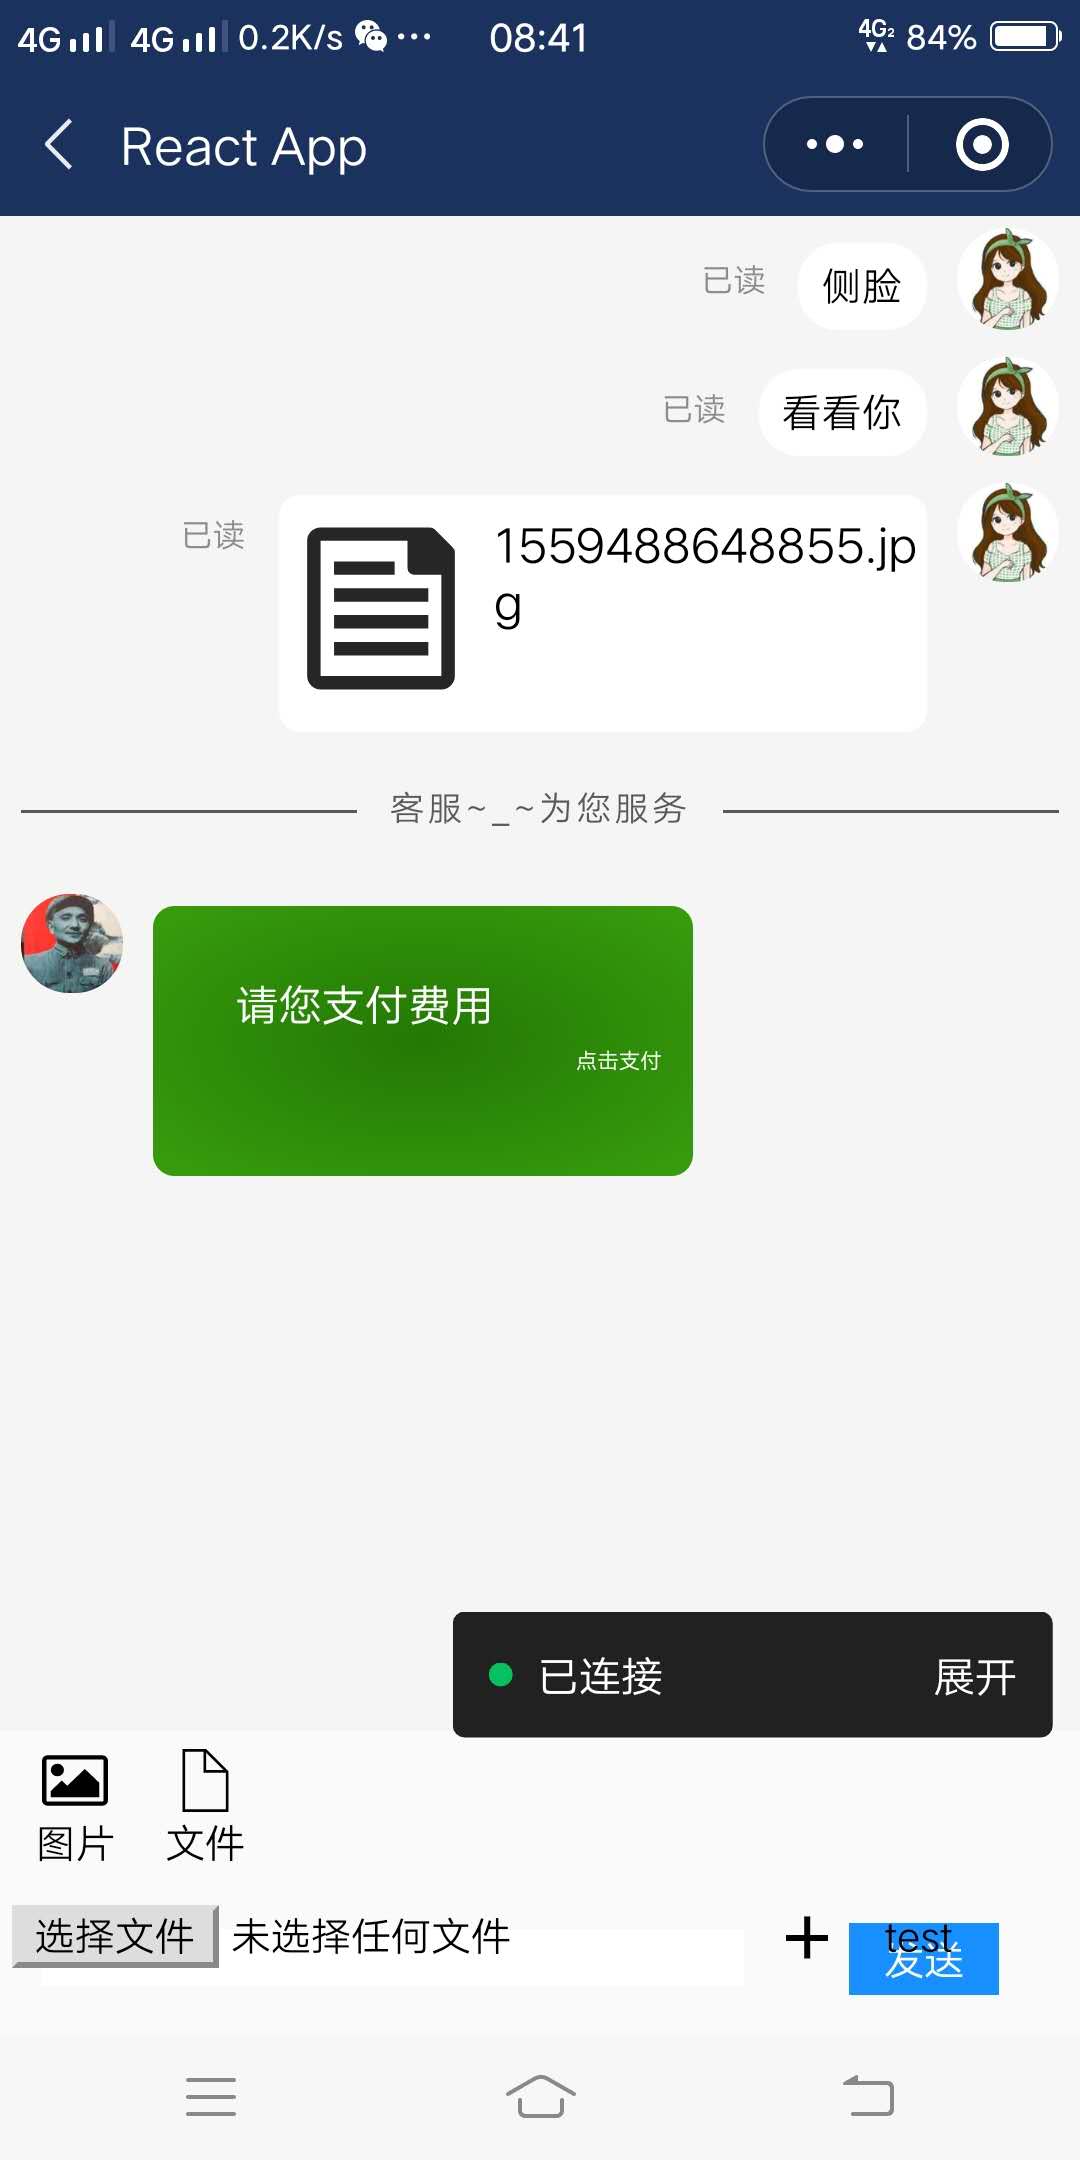 4G 4G 0.2K/s 08:41 4G2 84%
React App
已读 侧脸
已读 看看你
已读 1559488648855.jp
g
客服~_~为您服务
请您支付费用
点击支付
已连接 展开
图片 文件
选择文件 未选择任何文件 test
发送